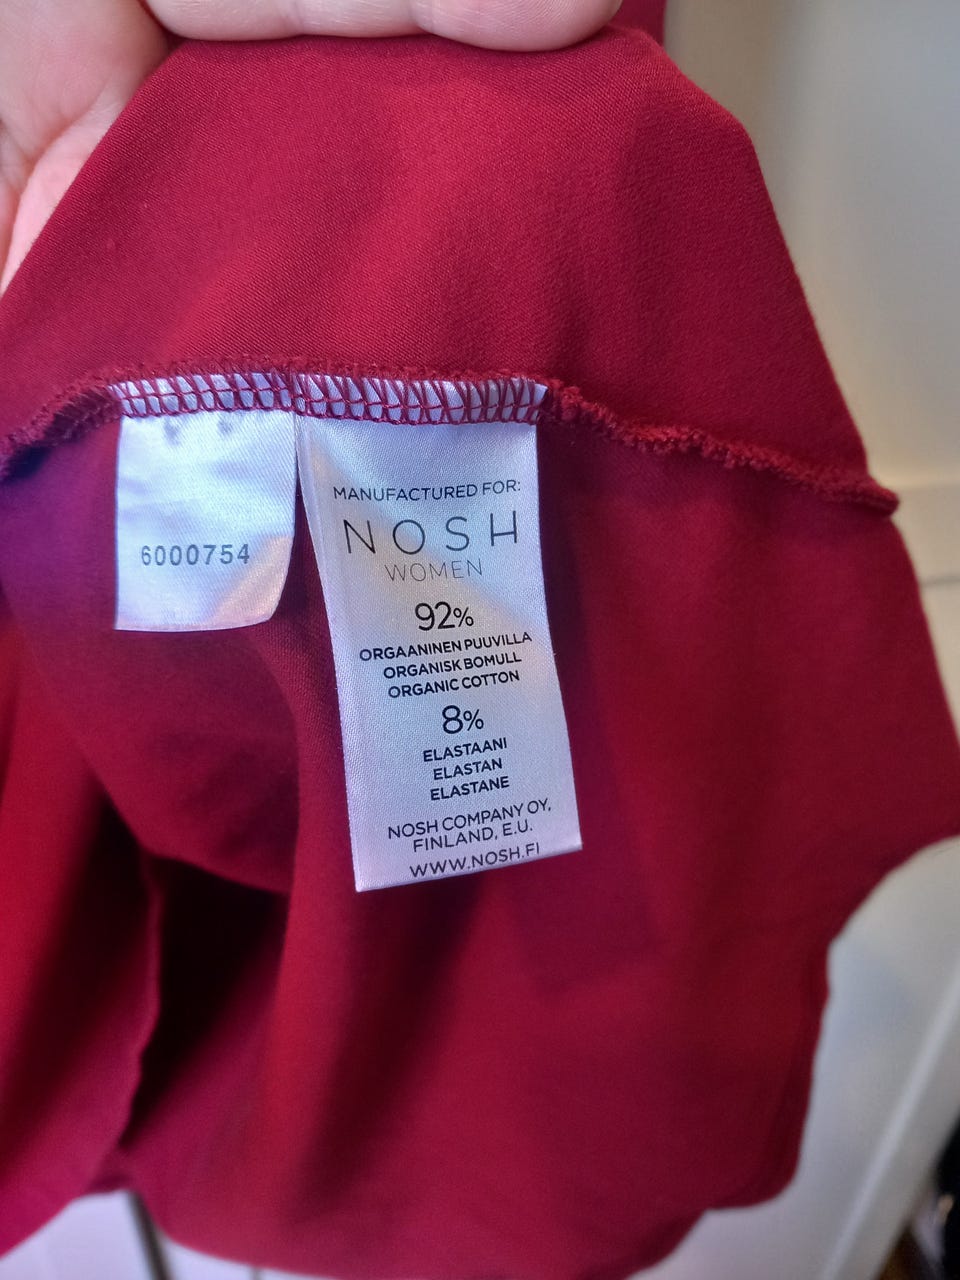 6000754
MANUFACTURED FOR:
NOSH
WOMEN
92%
ORGAANINEN PUUVILLA
ORGANISK BOMULL
ORGANIC COTTON
8%
ELASTAANI
ELASTAN
ELASTANE
NOSH COMPANY OY,
FINLAND, E.U.
WWW.NOSH.FI